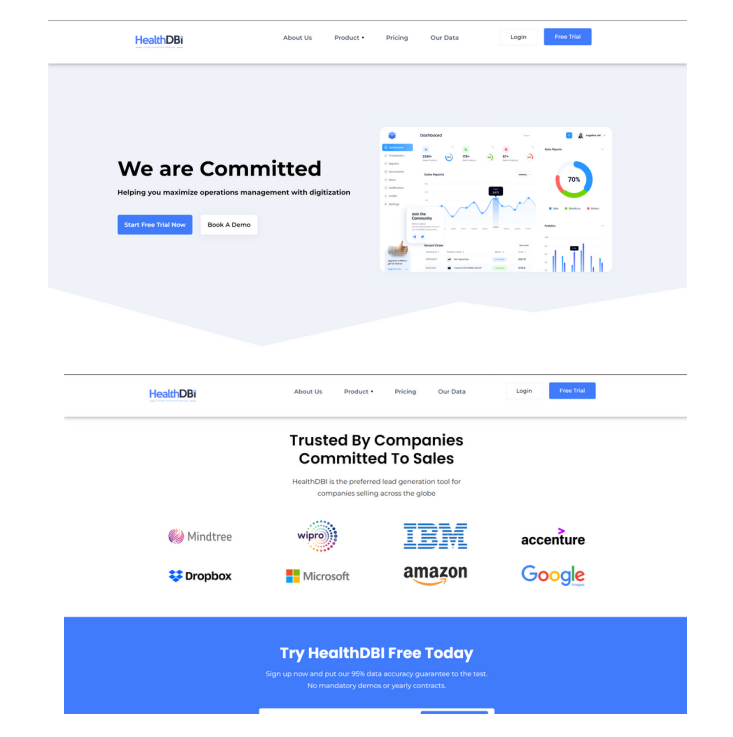 HealthDBi
About Us
Product
Pricing
Our Data
Login
Free Trial
We are Committed
Helping you maximize operations management with digitization
Start Free Trial Now
Book A Demo
Dashboard
Sales Reports
70%
Join the
Community
Analytics
Recent Order
HealthDBi
About Us
Product
Pricing
Our Data
Login
Free Trial
Trusted By Companies
Committed To Sales
HealthDBI is the preferred lead generation tool for
companies selling across the globe
Mindtree
wipro
IBM
accenture
Dropbox
Microsoft
amazon
Google
Try HealthDBI Free Today
Sign up now and put our 95% data accuracy guarantee to the test.
No mandatory demos or yearly contracts.